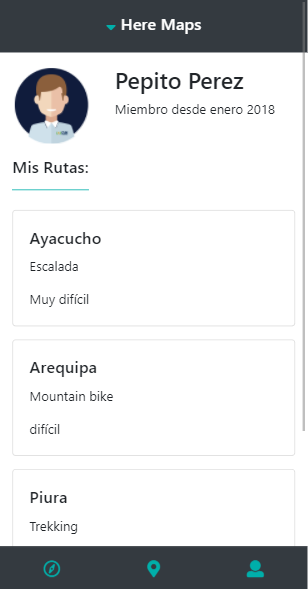 Here Maps
Pepito Perez
Miembro desde enero 2018
Mis Rutas:
Ayacucho
Escalada
Muy difícil
Arequipa
Mountain bike
difícil
Piura
Trekking